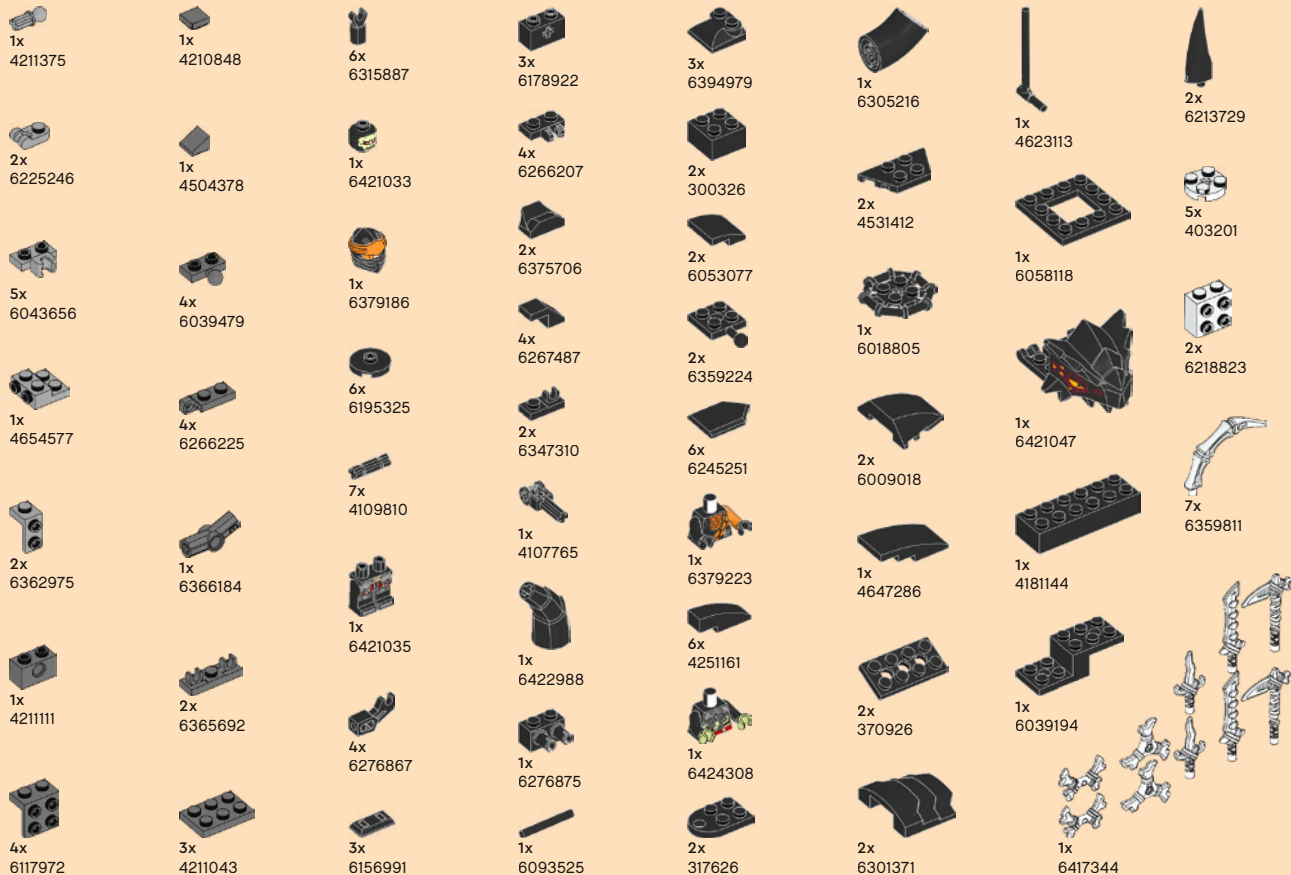 1x
4211375
2x
6225246
5x
6043656
1x
4654577
2x
6362975
1x
4211111
4x
6117972
1x
4210848
1x
4504378
4x
6039479
4x
6266225
1x
6366184
2x
6365692
3x
4211043
6x
6315887
1x
6421033
1x
6379186
6x
6195325
7x
4109810
1x
6421035
4x
6276867
3x
6156991
3x
6178922
4x
6266207
2x
6375706
4x
6267487
2x
6347310
1x
4107765
1x
6422988
1x
6276875
1x
6093525
3x
6394979
2x
300326
2x
6053077
2x
6359224
6x
6245251
1x
6379223
6x
4251161
1x
6424308
2x
317626
1x
6305216
2x
4531412
1x
6018805
2x
6009018
1x
4647286
2x
370926
2x
6301371
1x
4623113
1x
6058118
1x
6421047
1x
4181144
1x
6039194
1x
6417344
2x
6213729
5x
403201
2x
6218823
7x
6359811